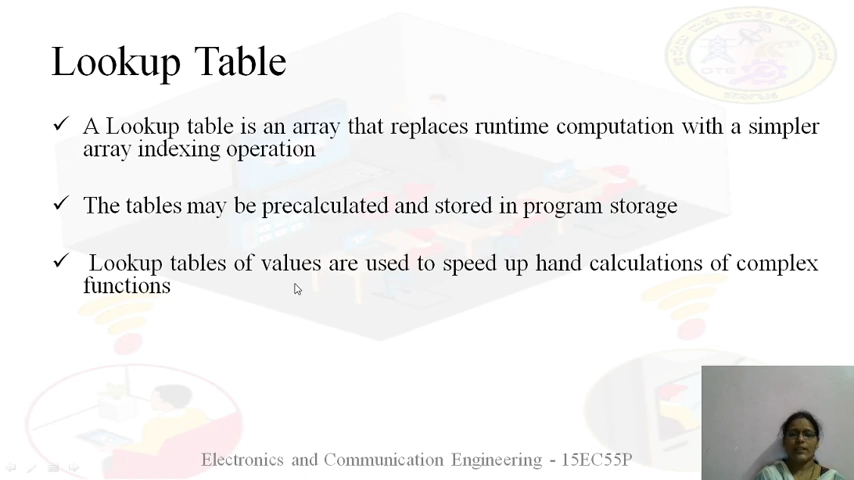 Lookup Table
A Lookup table is an array that replaces runtime computation with a simpler
array indexing operation
The tables may be precalculated and stored in program storage
Lookup tables of values are used to speed up hand calculations of complex
functions
Electronics and Communication Engineering - 15EC55P
DTE